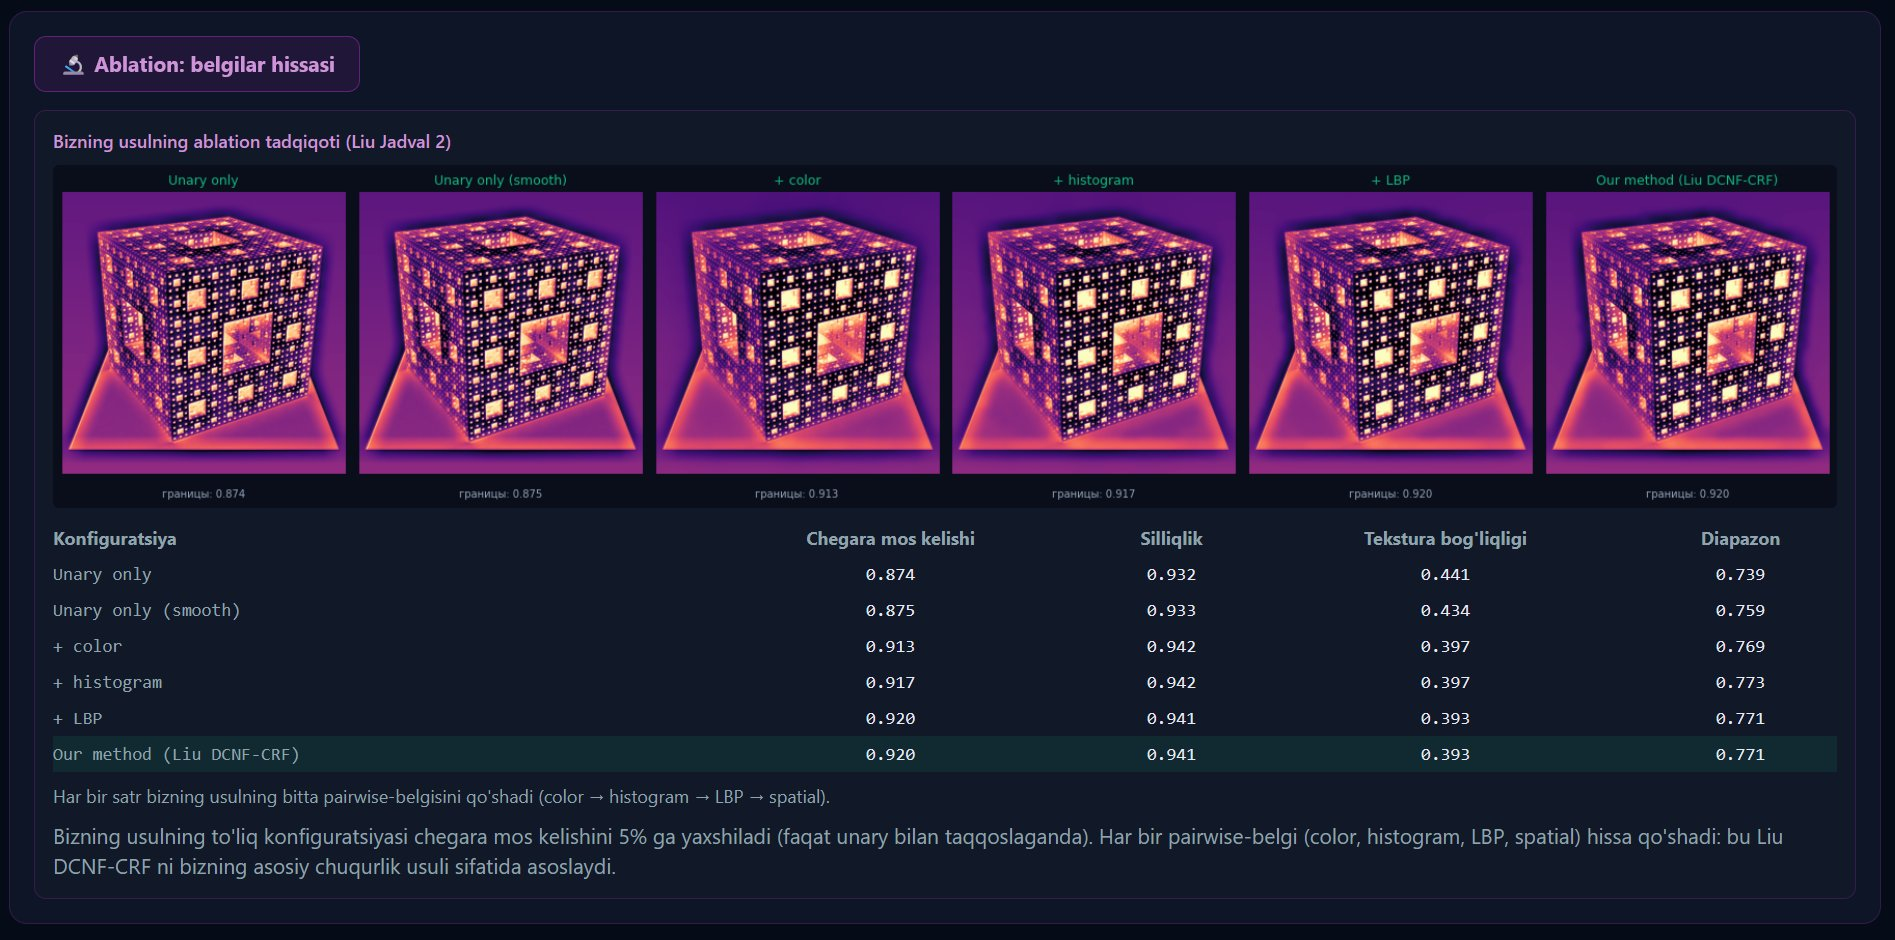 🔬 Ablation: belgilar hissasi
Bizning usulning ablation tadqiqoti (Liu Jadval 2)
Unary only Unary only (smooth) + color + histogram + LBP Our method (Liu DCNF-CRF)
границы: 0.874 границы: 0.875 границы: 0.913 границы: 0.917 границы: 0.920 границы: 0.920
Konfiguratsiya Chegara mos kelishi Silliqlik Tekstura bog'liqligi Diapazon
Unary only 0.874 0.932 0.441 0.739
Unary only (smooth) 0.875 0.933 0.434 0.759
+ color 0.913 0.942 0.397 0.769
+ histogram 0.917 0.942 0.397 0.773
+ LBP 0.920 0.941 0.393 0.771
Our method (Liu DCNF-CRF) 0.920 0.941 0.393 0.771
Har bir satr bizning usulning bitta pairwise-belgisini qo'shadi (color → histogram → LBP → spatial).
Bizning usulning to'liq konfiguratsiyasi chegara mos kelishini 5% ga yaxshiladi (faqat unary bilan taqqoslaganda). Har bir pairwise-belgi (color, histogram, LBP, spatial) hissa qo'shadi: bu Liu
DCNF-CRF ni bizning asosiy chuqurlik usuli sifatida asoslaydi.